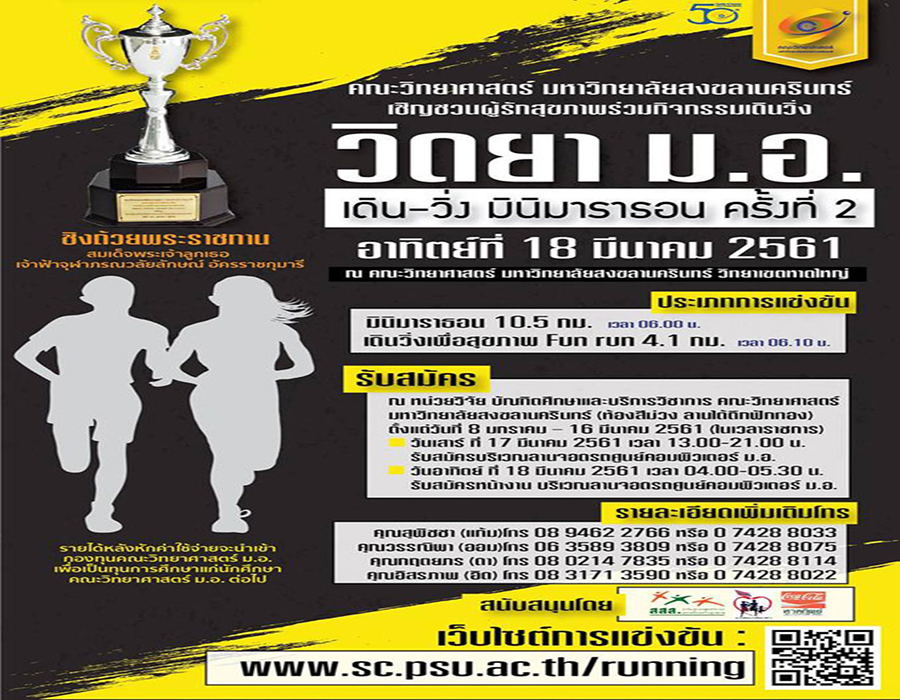 50
คณะวิทยาศาสตร์
คณะวิทยาศาสตร์ มหาวิทยาลัยสงขลานครินทร์
เชิญชวนผู้รักสุขภาพร่วมกิจกรรมเดินวิ่ง
วิดยา ม.อ.
เดิน-วิ่ง มินิมาราธอน ครั้งที่ 2
อาทิตย์ที่ 18 มีนาคม 2561
ณ คณะวิทยาศาสตร์ มหาวิทยาลัยสงขลานครินทร์ วิทยาเขตหาดใหญ่
ชิงถ้วยพระราชทาน
สมเด็จพระเจ้าลูกเธอ
เจ้าฟ้าจุฬาภรณวลัยลักษณ์ อัครราชกุมารี
ประเภทการแข่งขัน
มินิมาราธอน 10.5 กม. เวลา 06.00 น.
เดินวิ่งเพื่อสุขภาพ Fun run 4.1 กม. เวลา 06.10 น.
รับสมัคร
ณ หน่วยวิจัย บัณฑิตศึกษาและบริการวิชาการ คณะวิทยาศาสตร์
มหาวิทยาลัยสงขลานครินทร์ (ห้องสีม่วง ลานใต้ตึกฟักทอง)
ตั้งแต่วันที่ 8 มกราคม – 16 มีนาคม 2561 (ในเวลาราชการ)
วันเสาร์ ที่ 17 มีนาคม 2561 เวลา 13.00-21.00 น.
รับสมัครบริเวณลานจอดรถศูนย์คอมพิวเตอร์ ม.อ.
วันอาทิตย์ ที่ 18 มีนาคม 2561 เวลา 04.00-05.30 น.
รับสมัครหน้างาน บริเวณลานจอดรถศูนย์คอมพิวเตอร์ ม.อ.
รายละเอียดเพิ่มเติมโทร
คุณสุพิชชา (แก้ม)โทร 08 9462 2766 หรือ 0 7428 8033
คุณวรรณิพา (ออม)โทร 06 3589 3809 หรือ 0 7428 8075
คุณหฤตยภร (ตา) โทร 08 0214 7835 หรือ 0 7428 8114
คุณอิสรภาพ (อิด) โทร 08 3171 3590 หรือ 0 7428 8022
รายได้หลังหักค่าใช้จ่ายจะนำเข้า
กองทุนคณะวิทยาศาสตร์ ม.อ.
เพื่อเป็นทุนการศึกษาแก่นักศึกษา
คณะวิทยาศาสตร์ ม.อ. ต่อไป
สนับสนุนโดย
สสส.
Coca-Cola
หาดทิพย์
เว็บไซต์การแข่งขัน :
www.sc.psu.ac.th/running